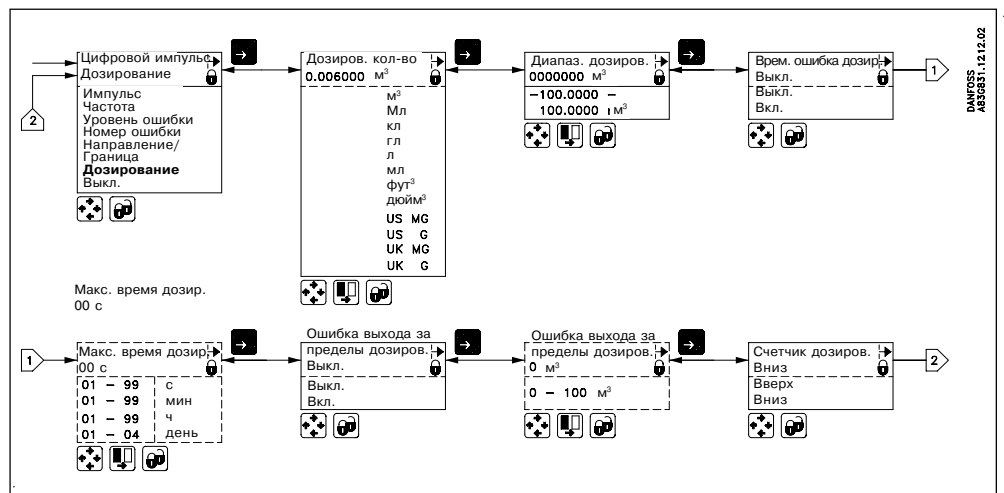 Цифровой импульс
Дозирование
Импульс
Частота
Уровень ошибки
Номер ошибки
Направление/
Граница
Дозирование
Выкл.
2
Дозиров. кол-во
0.006000 м³
м³
Мл
кл
гл
л
мл
фут³
дюйм³
US MG
US G
UK MG
UK G
Диапаз. дозиров.
0000000 м³
–100.0000 –
100.0000 м³
Врем. ошибка дозир.
Выкл.
Выкл.
Вкл.
1
DANFOSS
A83G831.12.12.02
Макс. время дозир.
00 с
1
Макс. время дозир.
00 с
01 – 99 с
01 – 99 мин
01 – 99 ч
01 – 04 день
Ошибка выхода за
пределы дозиров.
Выкл.
Выкл.
Вкл.
Ошибка выхода за
пределы дозиров.
0 м³
0 – 100 м³
Счетчик дозиров.
Вниз
Вверх
Вниз
2